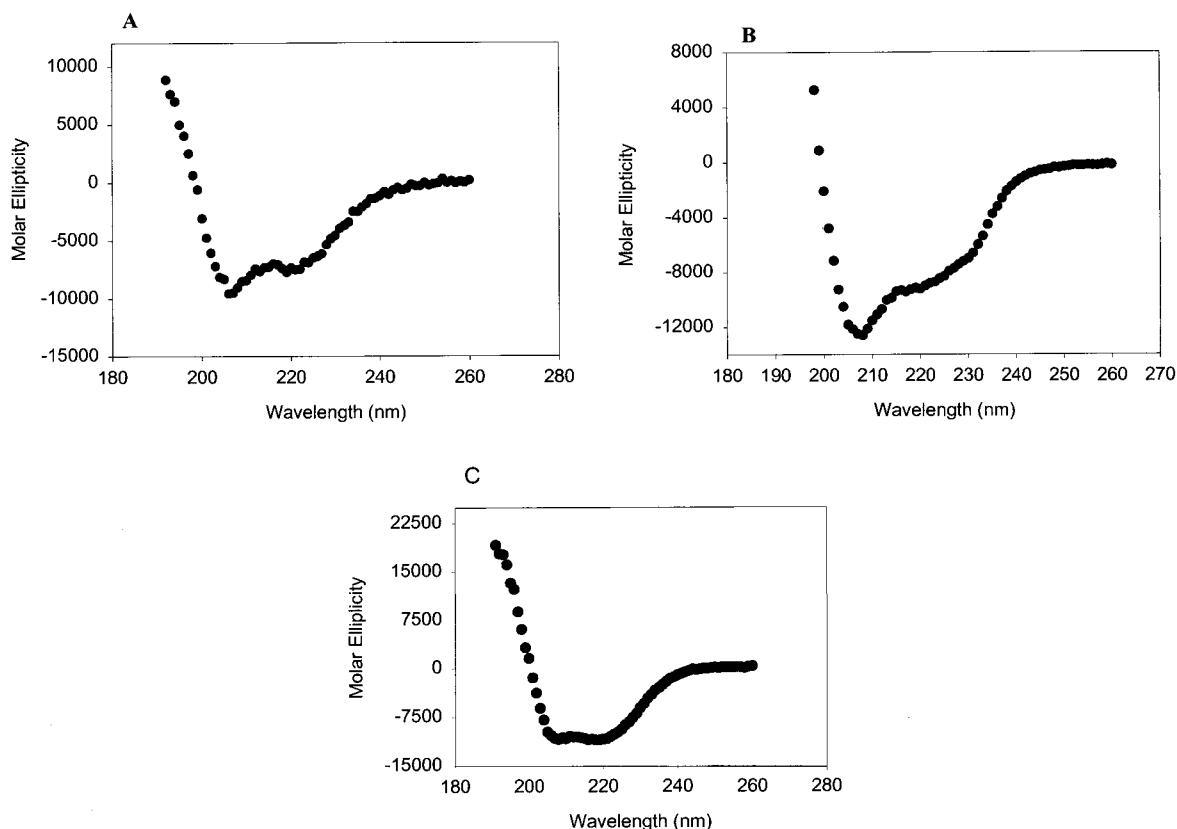 A
10000
5000
0
-5000
-10000
-15000
180 200 220 240 260 280
Molar Ellipticity
Wavelength (nm)
B
8000
4000
0
-4000
-8000
-12000
180 190 200 210 220 230 240 250 260 270
Molar Ellipticity
Wavelength (nm)
C
22500
15000
7500
0
-7500
-15000
180 200 220 240 260 280
Molar Elliplicity
Wavelength (nm)